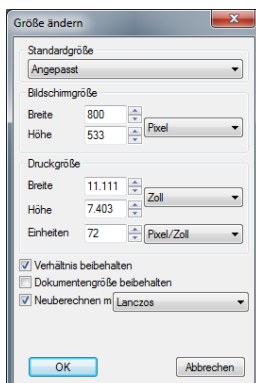 Größe ändern
Standardgröße
Angepasst
Bildschirmgröße
Breite 800
Höhe 533
Pixel
Druckgröße
Breite 11.111
Höhe 7.403
Zoll
Einheiten 72 Pixel/Zoll
Verhältnis beibehalten
Dokumentengröße beibehalten
Neuberechnen m Lanczos
OK Abbrechen